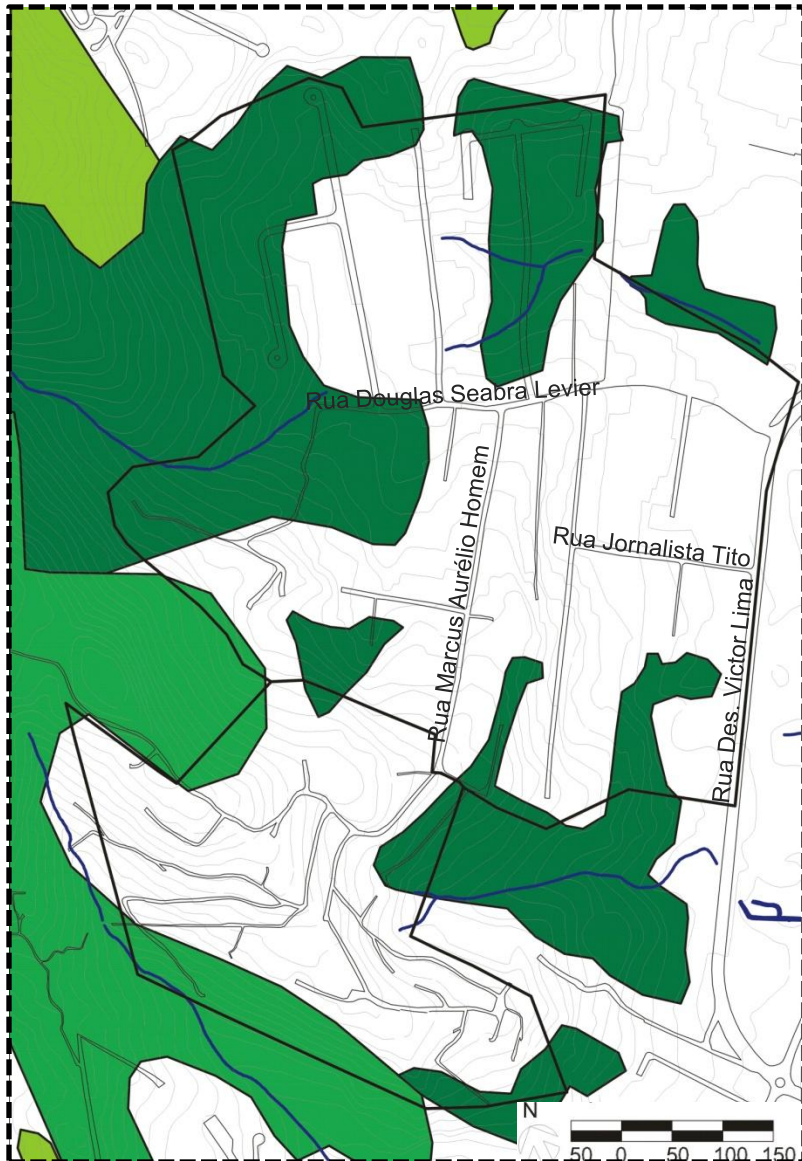 Rua Douglas Seabra Levier
Rua Marcus Aurélio Homem
Rua Jornalista Tito
Rua Des. Victor Lima
N
50 0 50 100 150